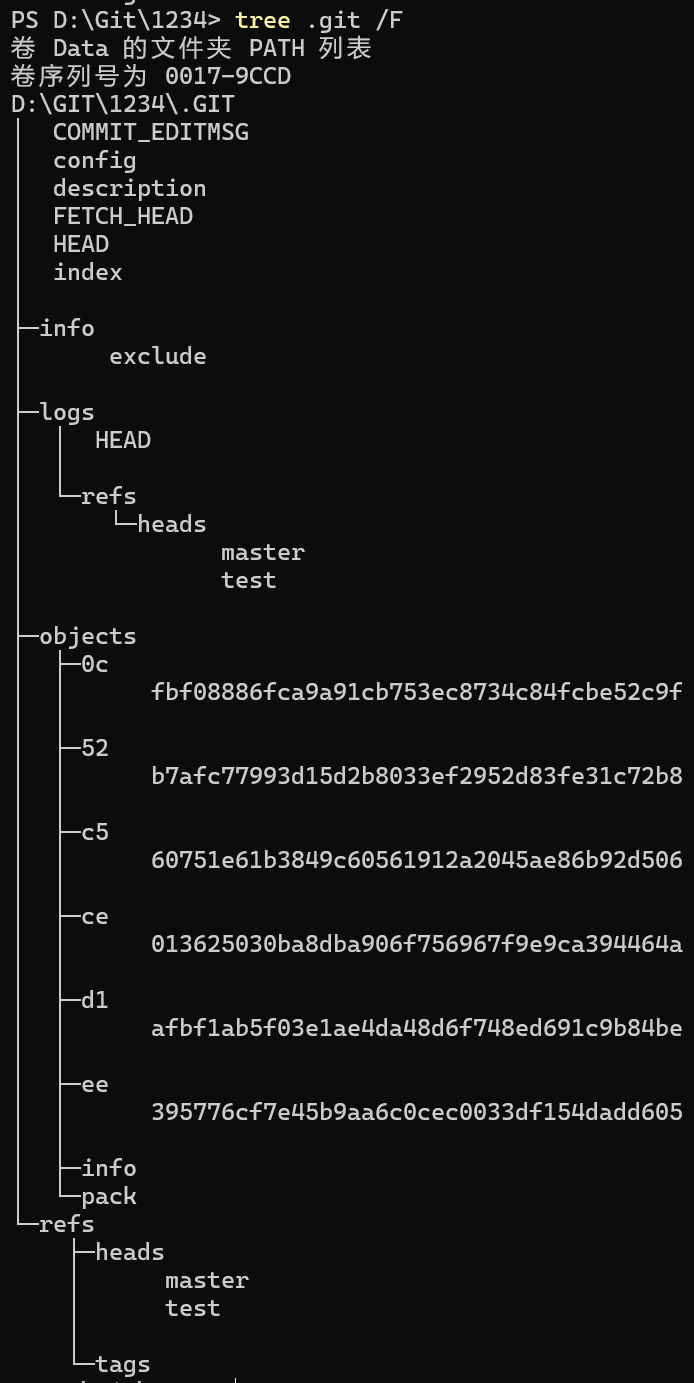 PS D:\Git\1234> tree .git /F
卷 Data 的文件夹 PATH 列表
卷序列号为 0017-9CCD
D:\GIT\1234\.GIT
COMMIT_EDITMSG
config
description
FETCH_HEAD
HEAD
index
info
exclude
logs
HEAD
refs
heads
master
test
objects
0c
fbf08886fca9a91cb753ec8734c84fcbe52c9f
52
b7afc77993d15d2b8033ef2952d83fe31c72b8
c5
60751e61b3849c60561912a2045ae86b92d506
ce
013625030ba8dba906f756967f9e9ca394464a
d1
afbf1ab5f03e1ae4da48d6f748ed691c9b84be
ee
395776cf7e45b9aa6c0cec0033df154dadd605
info
pack
refs
heads
master
test
tags